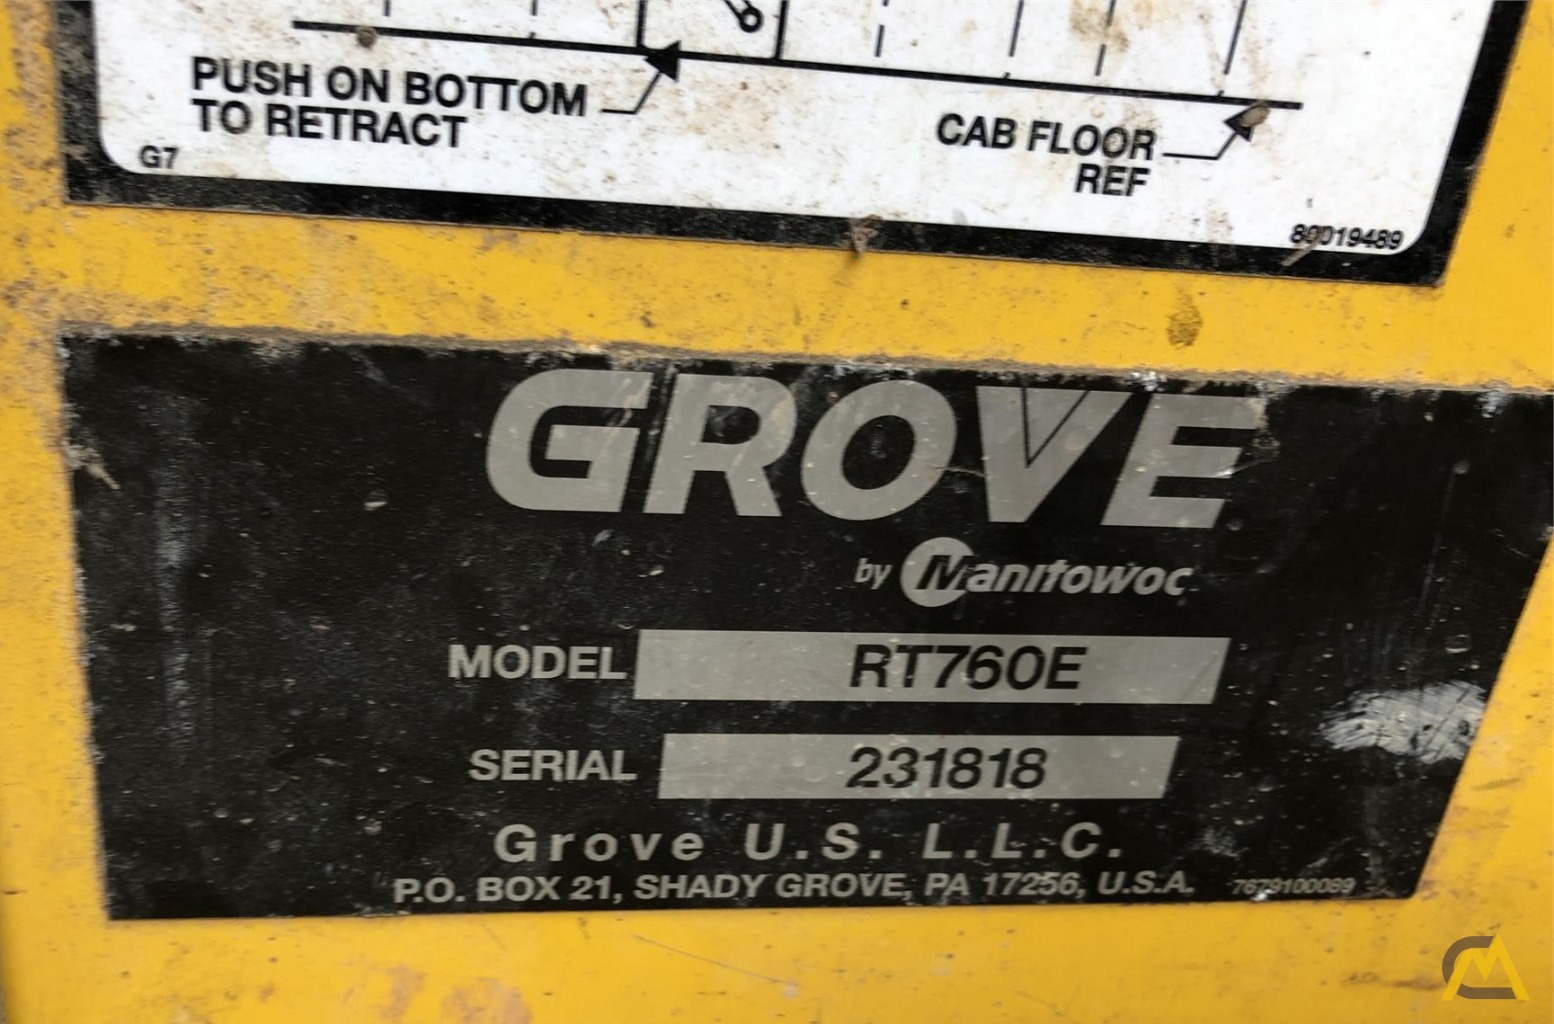 PUSH ON BOTTOM
TO RETRACT
G7
CAB FLOOR
REF
80019489
GROVE
by Manitowoc
MODEL RT760E
SERIAL 231818
Grove U.S. L.L.C.
P.O. BOX 21, SHADY GROVE, PA 17256, U.S.A. 7679100089